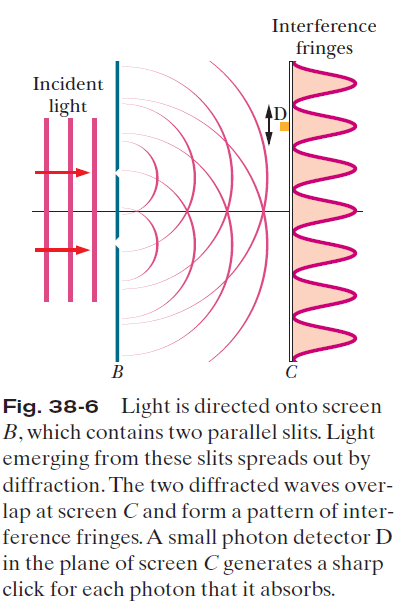 Interference
fringes
Incident
light
D
B
C
Fig. 38-6 Light is directed onto screen
B, which contains two parallel slits. Light
emerging from these slits spreads out by
diffraction. The two diffracted waves over-
lap at screen C and form a pattern of inter-
ference fringes. A small photon detector D
in the plane of screen C generates a sharp
click for each photon that it absorbs.